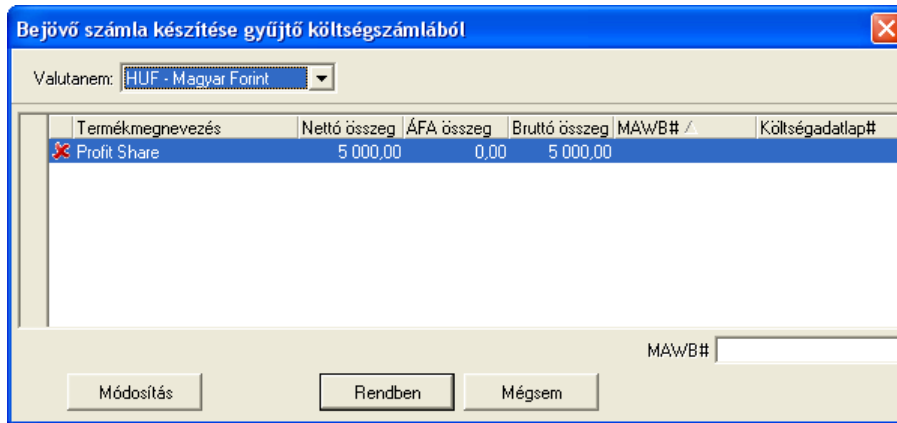 Bejövő számla készítése gyűjtő költségszámlából
Valutanem: HUF - Magyar Forint
Termékmegnevezés Nettó összeg ÁFA összeg Bruttó összeg MAWB# Költségadatlap#
Profit Share 5 000,00 0,00 5 000,00
MAWB#
Módosítás Rendben Mégsem